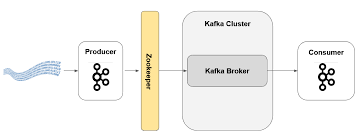 Producer
Zookeeper
Kafka Cluster
Kafka Broker
Consumer